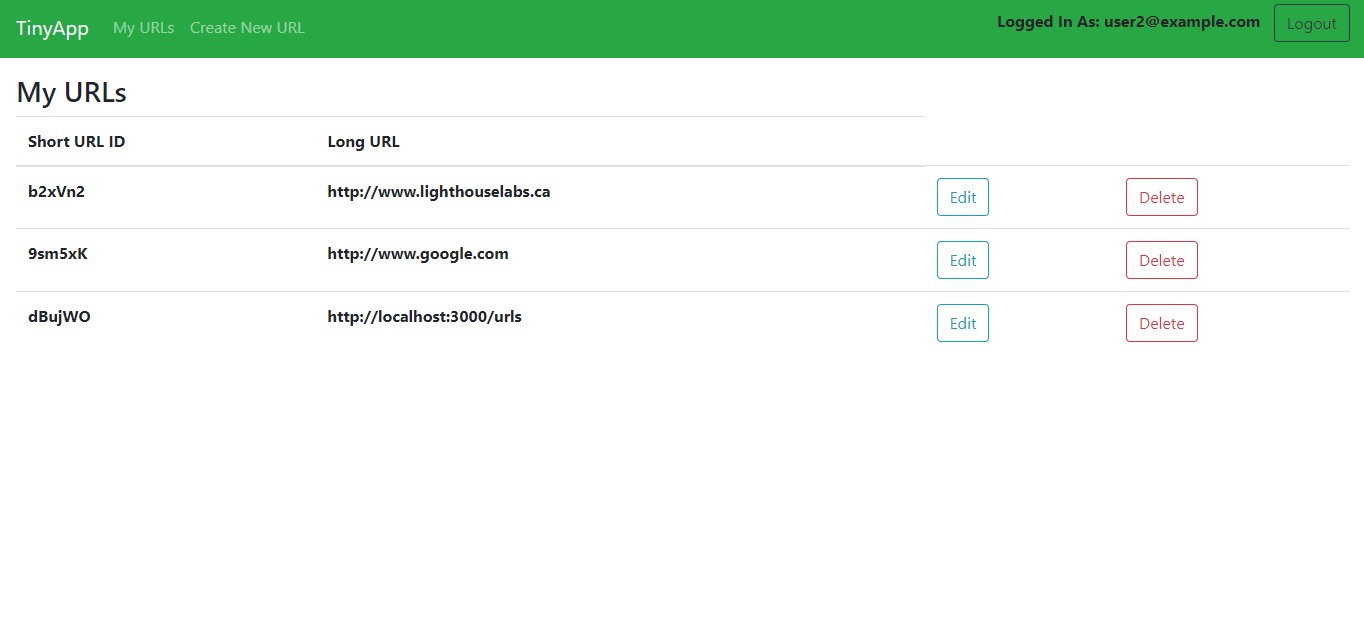 TinyApp My URLs Create New URL Logged In As: user2@example.com Logout
My URLs
Short URL ID Long URL
b2xVn2 http://www.lighthouselabs.ca Edit Delete
9sm5xK http://www.google.com Edit Delete
dBujWO http://localhost:3000/urls Edit Delete